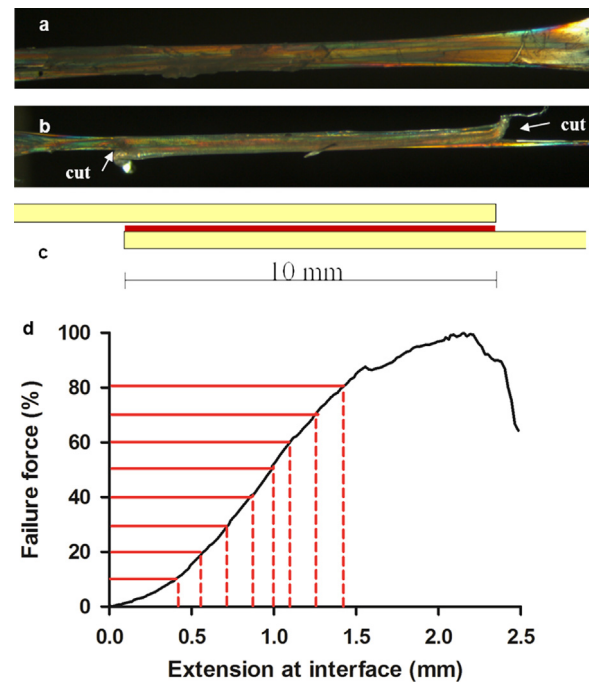 a
b
cut
cut
c
10 mm
d
100
80
60
40
20
0
Failure force (%)
0.0 0.5 1.0 1.5 2.0 2.5
Extension at interface (mm)